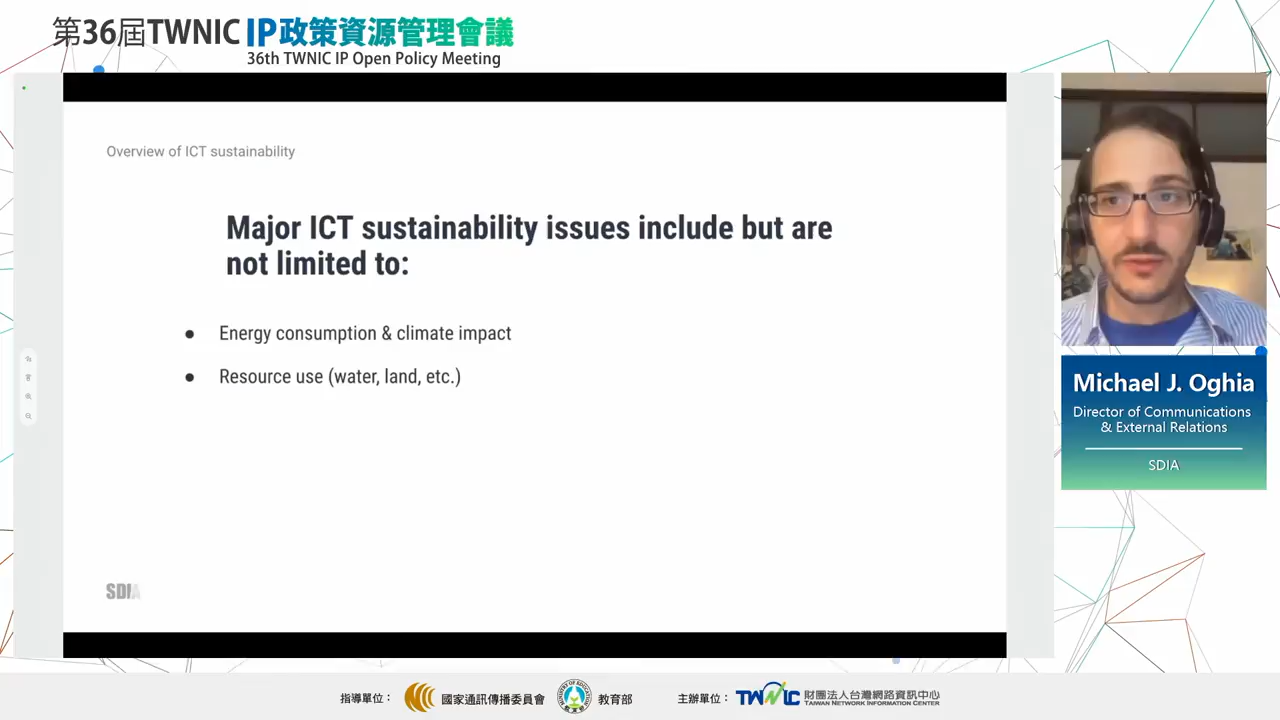 第36屆TWNIC IP政策資源管理會議
36th TWNIC IP Open Policy Meeting
Overview of ICT sustainability
Major ICT sustainability issues include but are
not limited to:
● Energy consumption & climate impact
● Resource use (water, land, etc.)
SDIA
Michael J. Oghia
Director of Communications
& External Relations
SDIA
指導單位： 國家通訊傳播委員會 教育部 主辦單位： TWNIC 財團法人台灣網路資訊中心
TAIWAN NETWORK INFORMATION CENTER